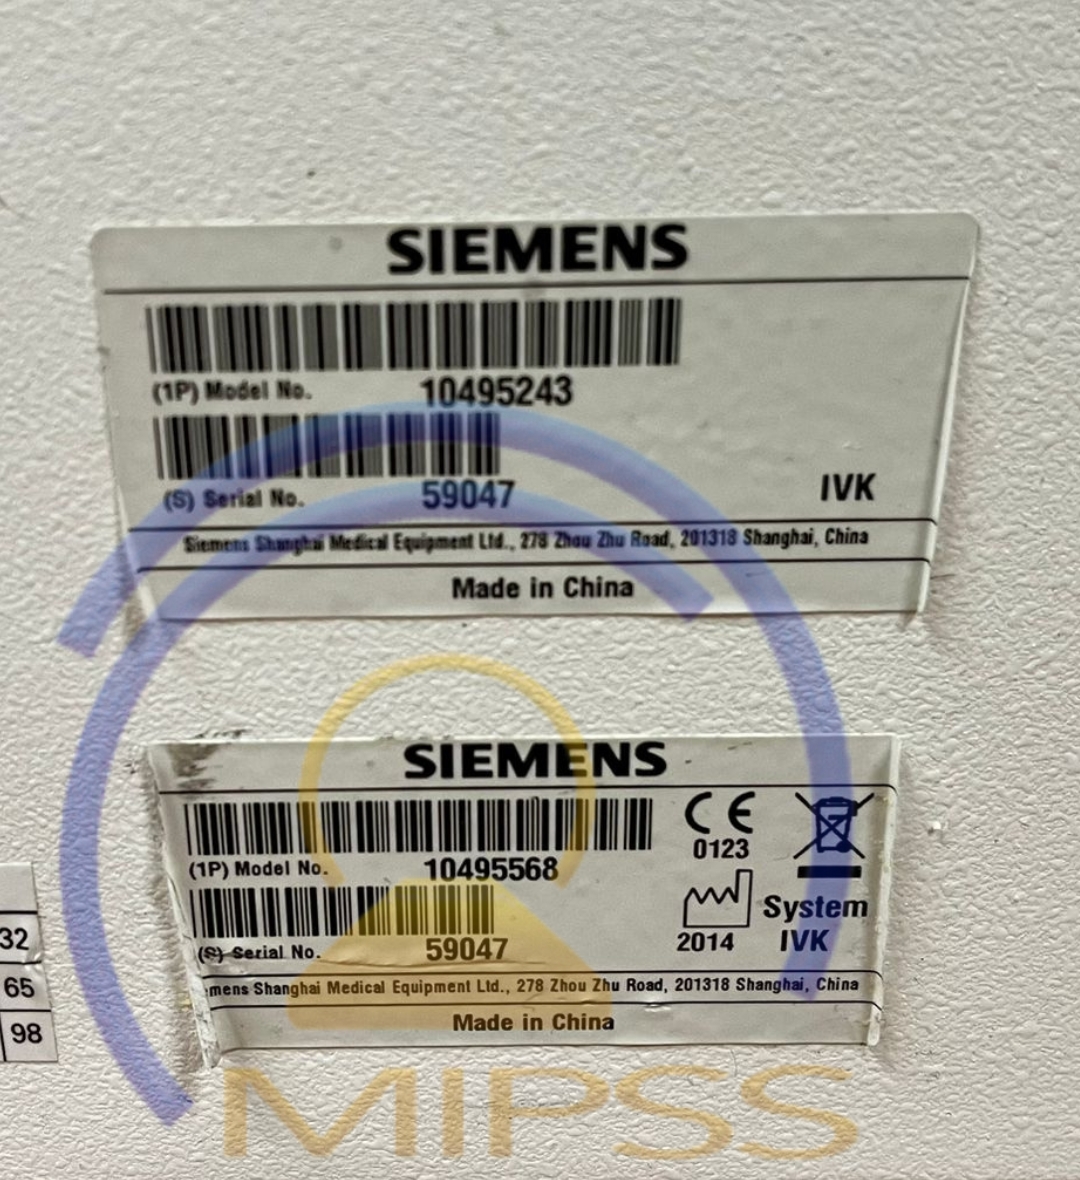 SIEMENS
(1P) Model No. 10495243
(S) Serial No. 59047
IVK
Siemens Shanghai Medical Equipment Ltd., 278 Zhou Zhu Road, 201318 Shanghai, China
Made in China
SIEMENS
CE
0123
(1P) Model No. 10495568
System
2014 IVK
(S) Serial No. 59047
mens Shanghai Medical Equipment Ltd., 278 Zhou Zhu Road, 201318 Shanghai, China
Made in China
32
65
98
MIPSS